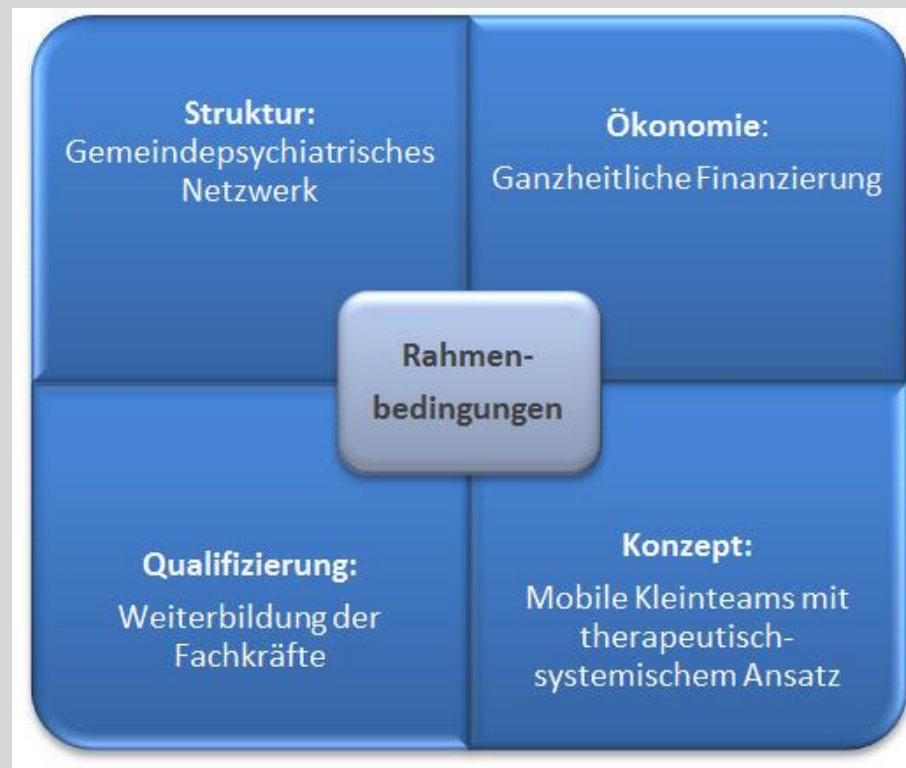 Struktur:
Gemeindepsychiatrisches
Netzwerk
Ökonomie:
Ganzheitliche Finanzierung
Rahmen-
bedingungen
Qualifizierung:
Weiterbildung der
Fachkräfte
Konzept:
Mobile Kleinteams mit
therapeutisch-
systemischem Ansatz